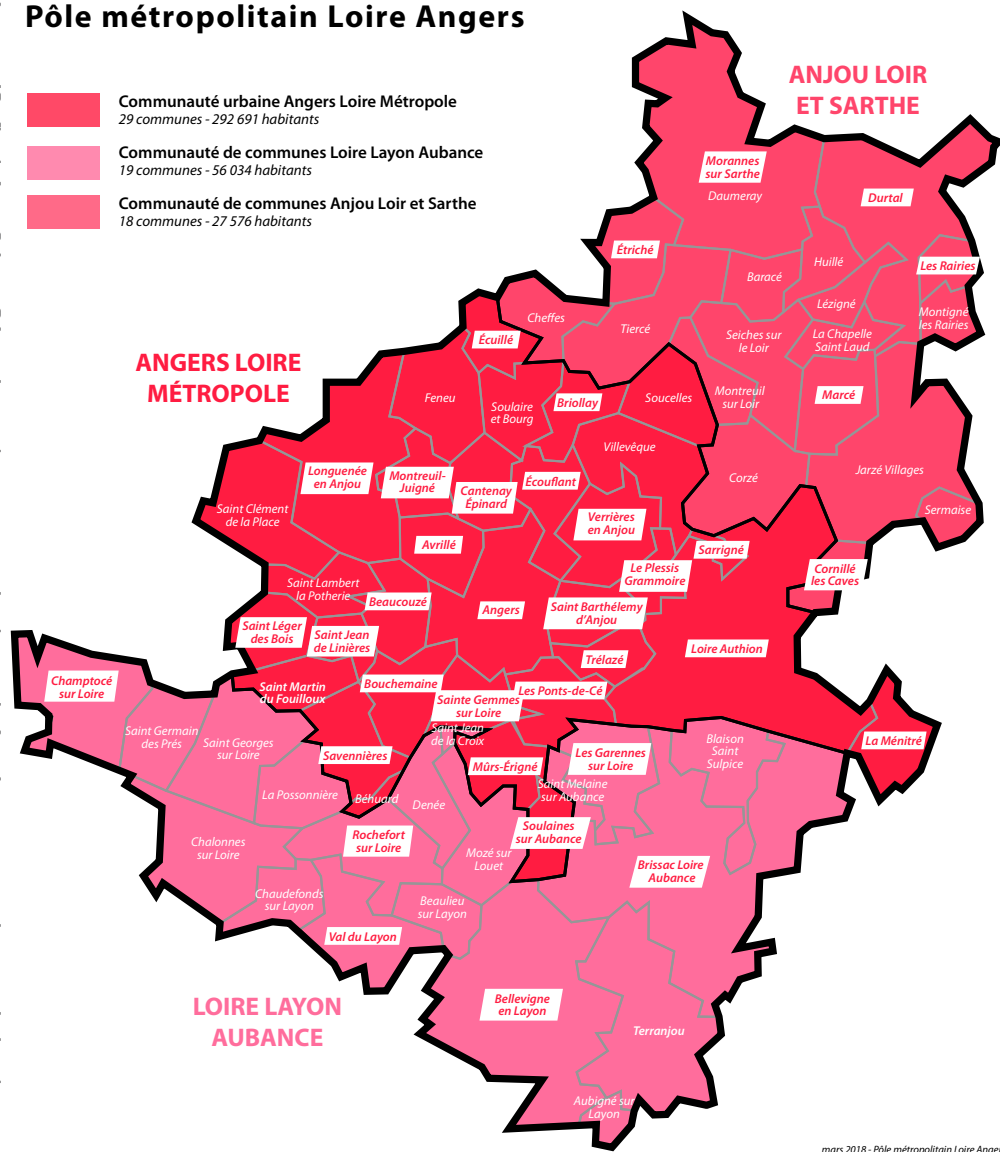 Pôle métropolitain Loire Angers
Communauté urbaine Angers Loire Métropole
29 communes - 292 691 habitants
Communauté de communes Loire Layon Aubance
19 communes - 56 034 habitants
Communauté de communes Anjou Loir et Sarthe
18 communes - 27 576 habitants
ANJOU LOIR
ET SARTHE
Morannes
sur Sarthe
Daumeray
Durtal
Étriché
Les Rairies
Huillé
Baracé
Lézigné
Montigné
les Rairies
Cheffes
Tiercé
Seiches sur
le Loir
La Chapelle
Saint Laud
Écuillé
ANGERS LOIRE
MÉTROPOLE
Feneu
Soulaire
et Bourg
Briollay
Soucelles
Montreuil
sur Loir
Marcé
Villevêque
Longuenée
en Anjou
Montreuil-
Juigné
Cantenay
Épinard
Écouflant
Corzé
Jarzé Villages
Saint Clément
de la Place
Verrières
en Anjou
Sermaise
Avrillé
Sarrigné
Le Plessis
Grammoire
Cornillé
les Caves
Saint Lambert
la Potherie
Beaucouzé
Angers
Saint Barthélemy
d'Anjou
Saint Léger
des Bois
Saint Jean
de Linières
Loire Authion
Trélazé
Champtocé
sur Loire
Saint Martin
du Fouilloux
Bouchemaine
Sainte Gemmes
sur Loire
Les Ponts-de-Cé
Saint Germain
des Prés
Saint Georges
sur Loire
Saint Jean
de la Croix
Blaison
Saint
Sulpice
La Ménitré
Savennières
Mûrs-Érigné
Les Garennes
sur Loire
La Possonnière
Béhuard
Denée
Saint Melaine
sur Aubance
Chalonnes
sur Loire
Rochefort
sur Loire
Soulaines
sur Aubance
Mozé sur
Louet
Brissac Loire
Aubance
Chaudefonds
sur Layon
Beaulieu
sur Layon
Val du Layon
LOIRE LAYON
AUBANCE
Bellevigne
en Layon
Terranjou
Aubigné sur
Layon
mars 2018 - Pôle métropolitain Loire Angers